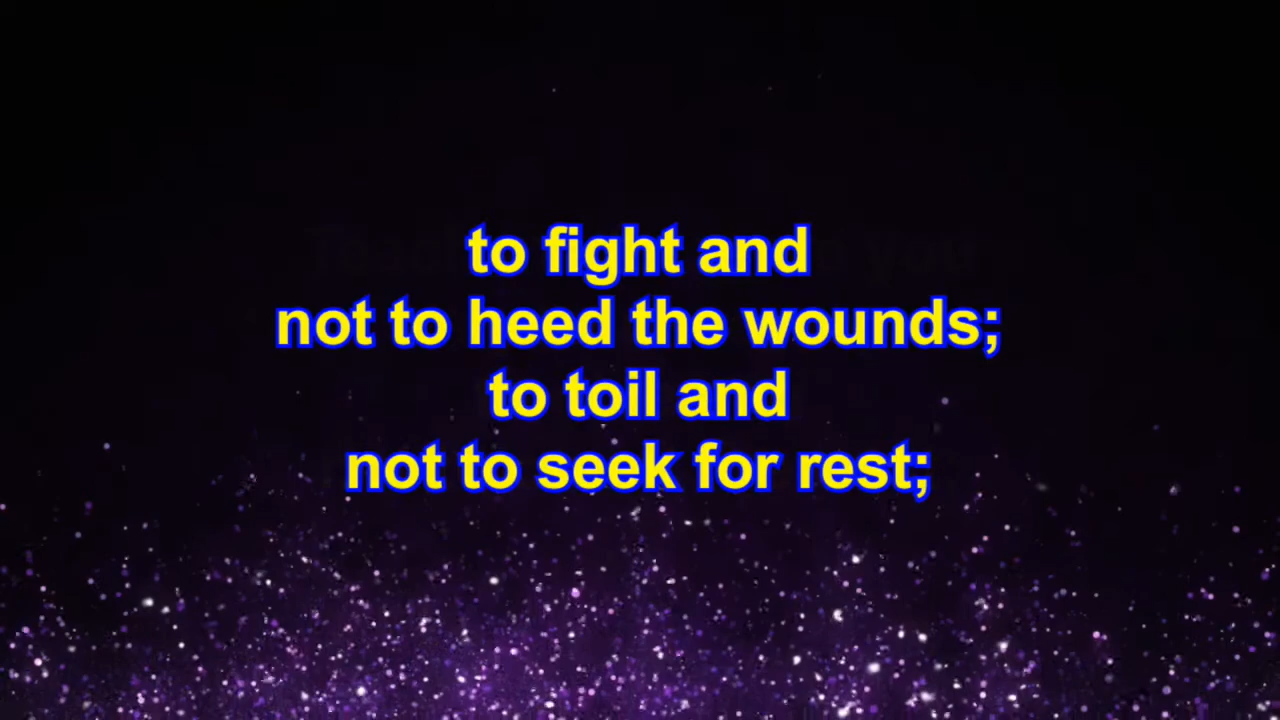 to fight and
not to heed the wounds;
to toil and
not to seek for rest;